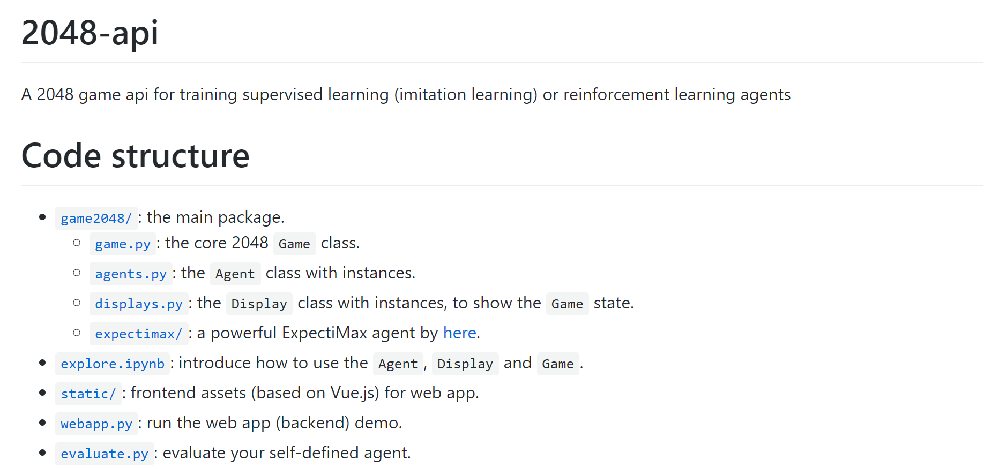 2048-api
A 2048 game api for training supervised learning (imitation learning) or reinforcement learning agents
Code structure
game2048/: the main package.
game.py: the core 2048 Game class.
agents.py: the Agent class with instances.
displays.py: the Display class with instances, to show the Game state.
expectimax/: a powerful ExpectiMax agent by here.
explore.ipynb: introduce how to use the Agent, Display and Game.
static/: frontend assets (based on Vue.js) for web app.
webapp.py: run the web app (backend) demo.
evaluate.py: evaluate your self-defined agent.